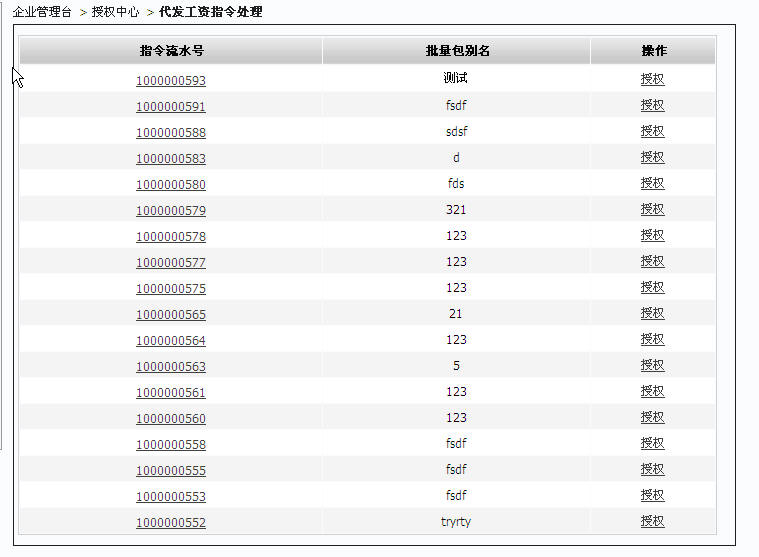 企业管理台 > 授权中心 > 代发工资指令处理
指令流水号 批量包别名 操作
1000000593 测试 授权
1000000591 fsdf 授权
1000000588 sdsf 授权
1000000583 d 授权
1000000580 fds 授权
1000000579 321 授权
1000000578 123 授权
1000000577 123 授权
1000000575 123 授权
1000000565 21 授权
1000000564 123 授权
1000000563 5 授权
1000000561 123 授权
1000000560 123 授权
1000000558 fsdf 授权
1000000555 fsdf 授权
1000000553 fsdf 授权
1000000552 tryrty 授权